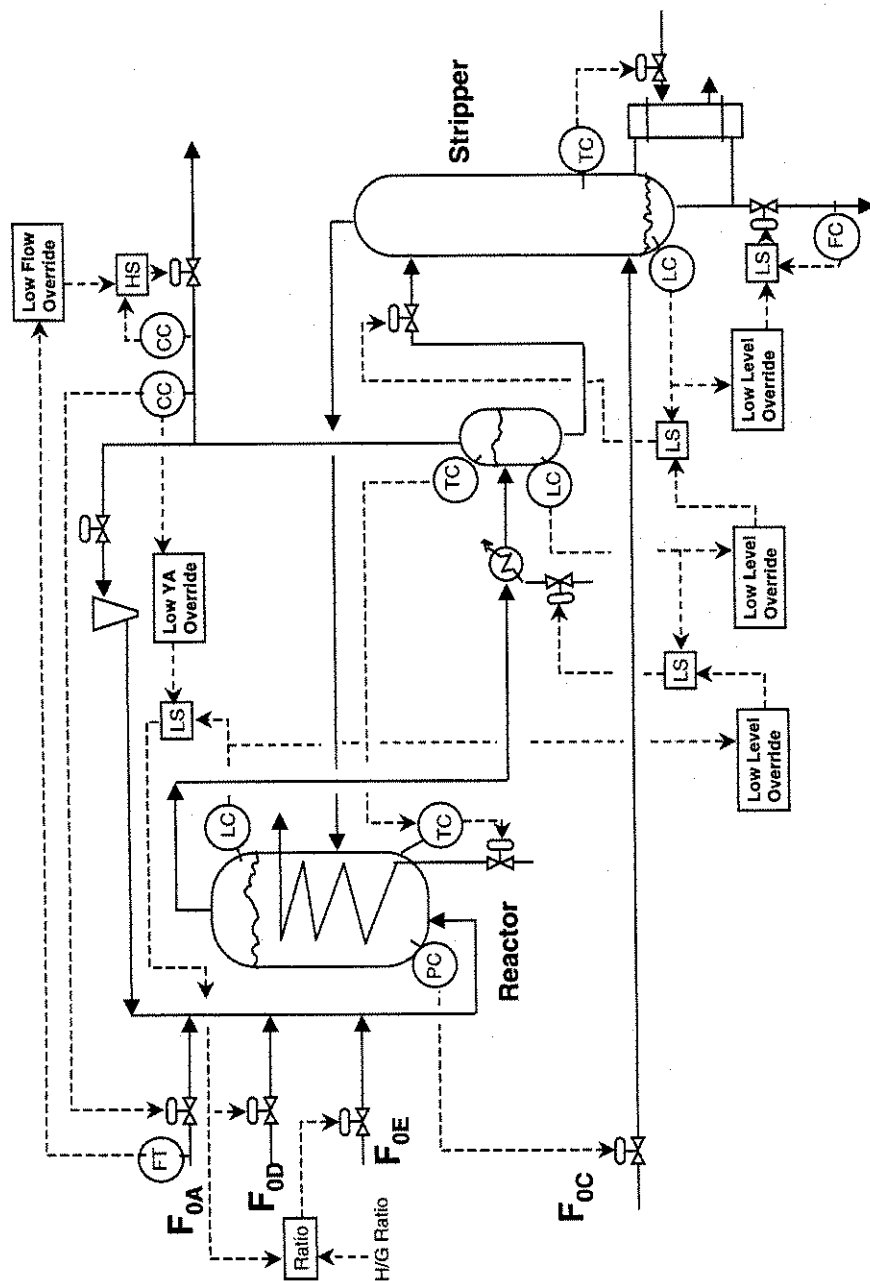 Low Flow
Override
HS
CC
CC
Low YA
Override
LS
FT
F0A
F0D
F0E
F0C
Ratio
H/G Ratio
LC
TC
PC
Reactor
TC
LC
Stripper
TC
LC
LS
FC
LS
LS
Low Level
Override
Low Level
Override
Low Level
Override